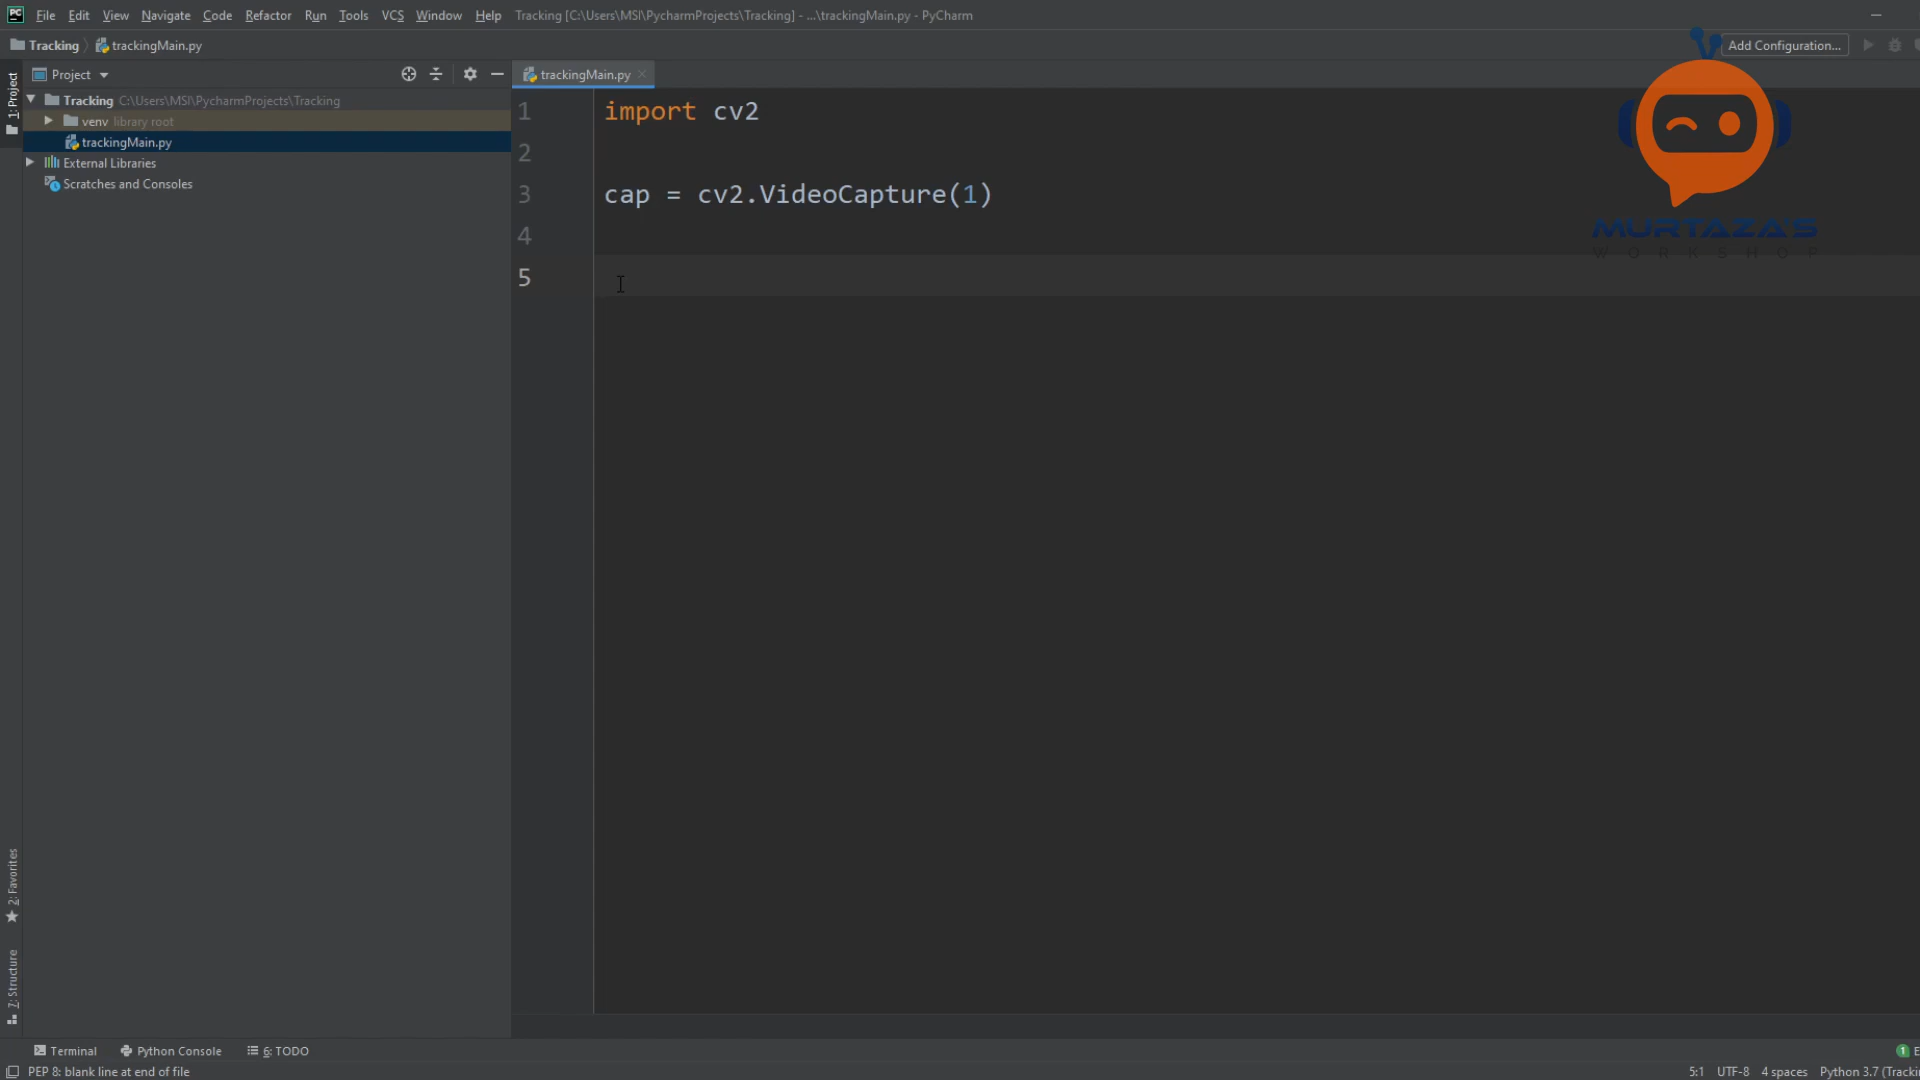 File Edit View Navigate Code Refactor Run Tools VCS Window Help Tracking [C:\Users\MSI\PycharmProjects\Tracking] - ...\trackingMain.py - PyCharm
Tracking trackingMain.py Add Configuration...
1: Project
Project
trackingMain.py
Tracking C:\Users\MSI\PycharmProjects\Tracking
venv library root
trackingMain.py
External Libraries
Scratches and Consoles
1 import cv2
2
3 cap = cv2.VideoCapture(1)
4
5
MURTAZA'S
WORKSHOP
2: Favorites
7: Structure
Terminal Python Console 6: TODO 1 E
PEP 8: blank line at end of file 5:1 UTF-8 4 spaces Python 3.7 (Tracki